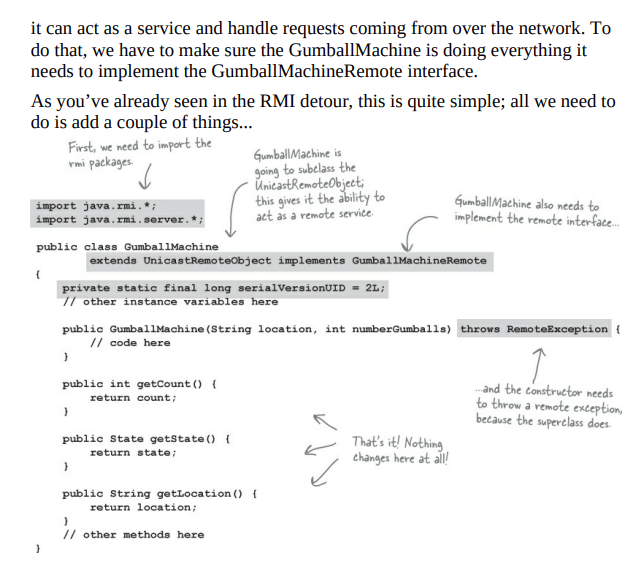 it can act as a service and handle requests coming from over the network. To
do that, we have to make sure the GumballMachine is doing everything it
needs to implement the GumballMachineRemote interface.
As you’ve already seen in the RMI detour, this is quite simple; all we need to
do is add a couple of things...
First, we need to import the
rmi packages.
GumballMachine is
going to subclass the
UnicastRemoteObject;
this gives it the ability to
act as a remote service.
GumballMachine also needs to
implement the remote interface...
import java.rmi.*;
import java.rmi.server.*;
public class GumballMachine
extends UnicastRemoteObject implements GumballMachineRemote
{
private static final long serialVersionUID = 2L;
// other instance variables here
public GumballMachine(String location, int numberGumballs) throws RemoteException {
// code here
}
...and the constructor needs
to throw a remote exception,
because the superclass does.
public int getCount() {
return count;
}
public State getState() {
return state;
}
That's it! Nothing
changes here at all!
public String getLocation() {
return location;
}
// other methods here
}